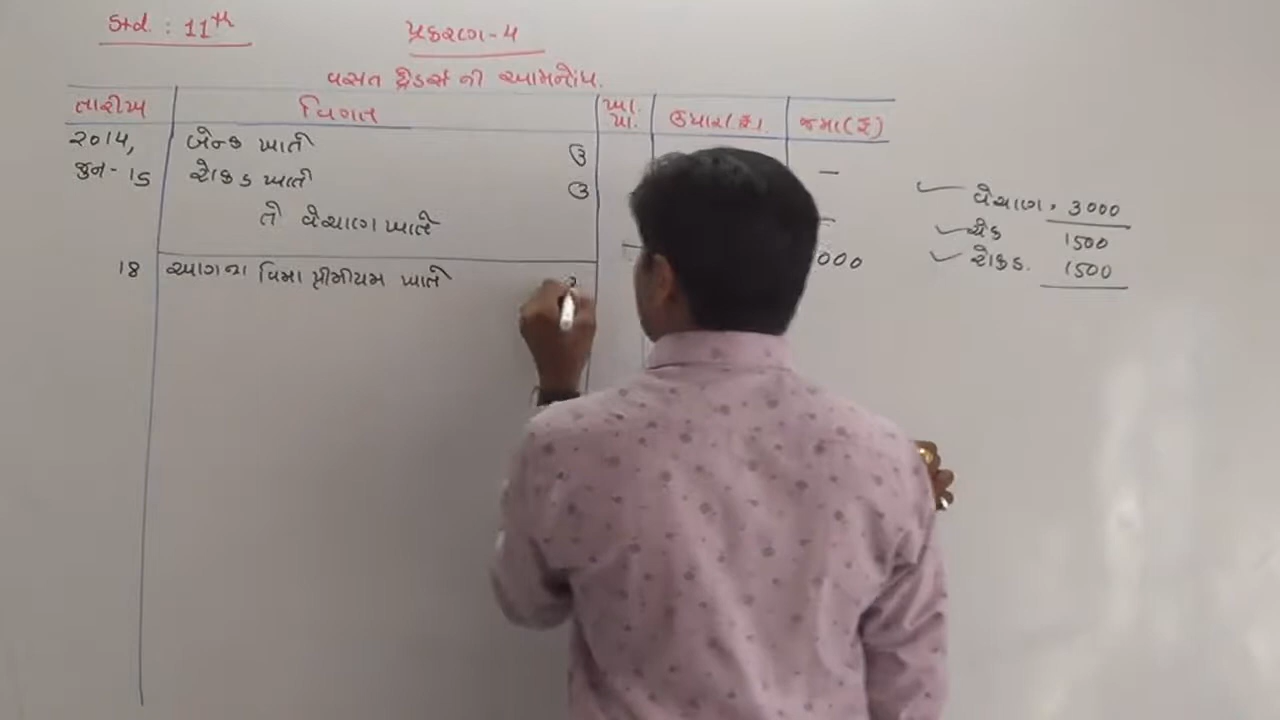 Std. : 11th
પ્રકરણ-4
વસંત ટ્રેડર્સ ની આમનોંધ.
તારીખ વિગત ખા. પા. ઉધાર(રૂ). જમા(રૂ)
2014, બેન્ક ખાતે ઉ —
જુન-15 રોકડ ખાતે ઉ
તે વેચાણ ખાતે 000
18 આગના વિમા પ્રીમીયમ ખાતે
વેચાણ. 3000
ચેક 1500
રોકડ. 1500